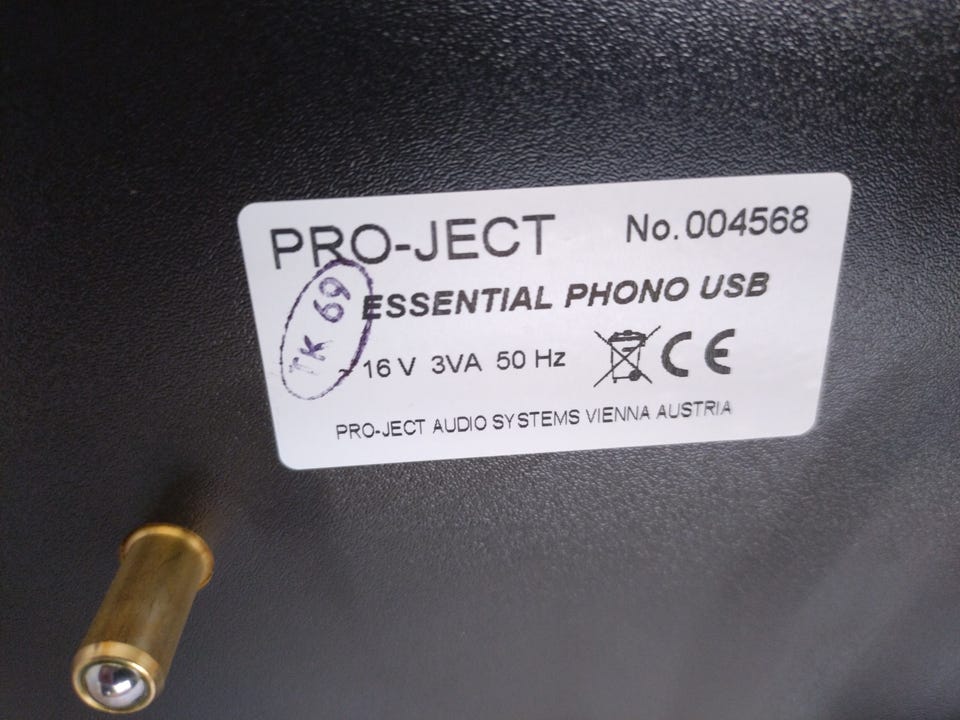 PRO-JECT No. 004568
ESSENTIAL PHONO USB
TK 69
~ 16 V 3VA 50 Hz CE
PRO-JECT AUDIO SYSTEMS VIENNA AUSTRIA